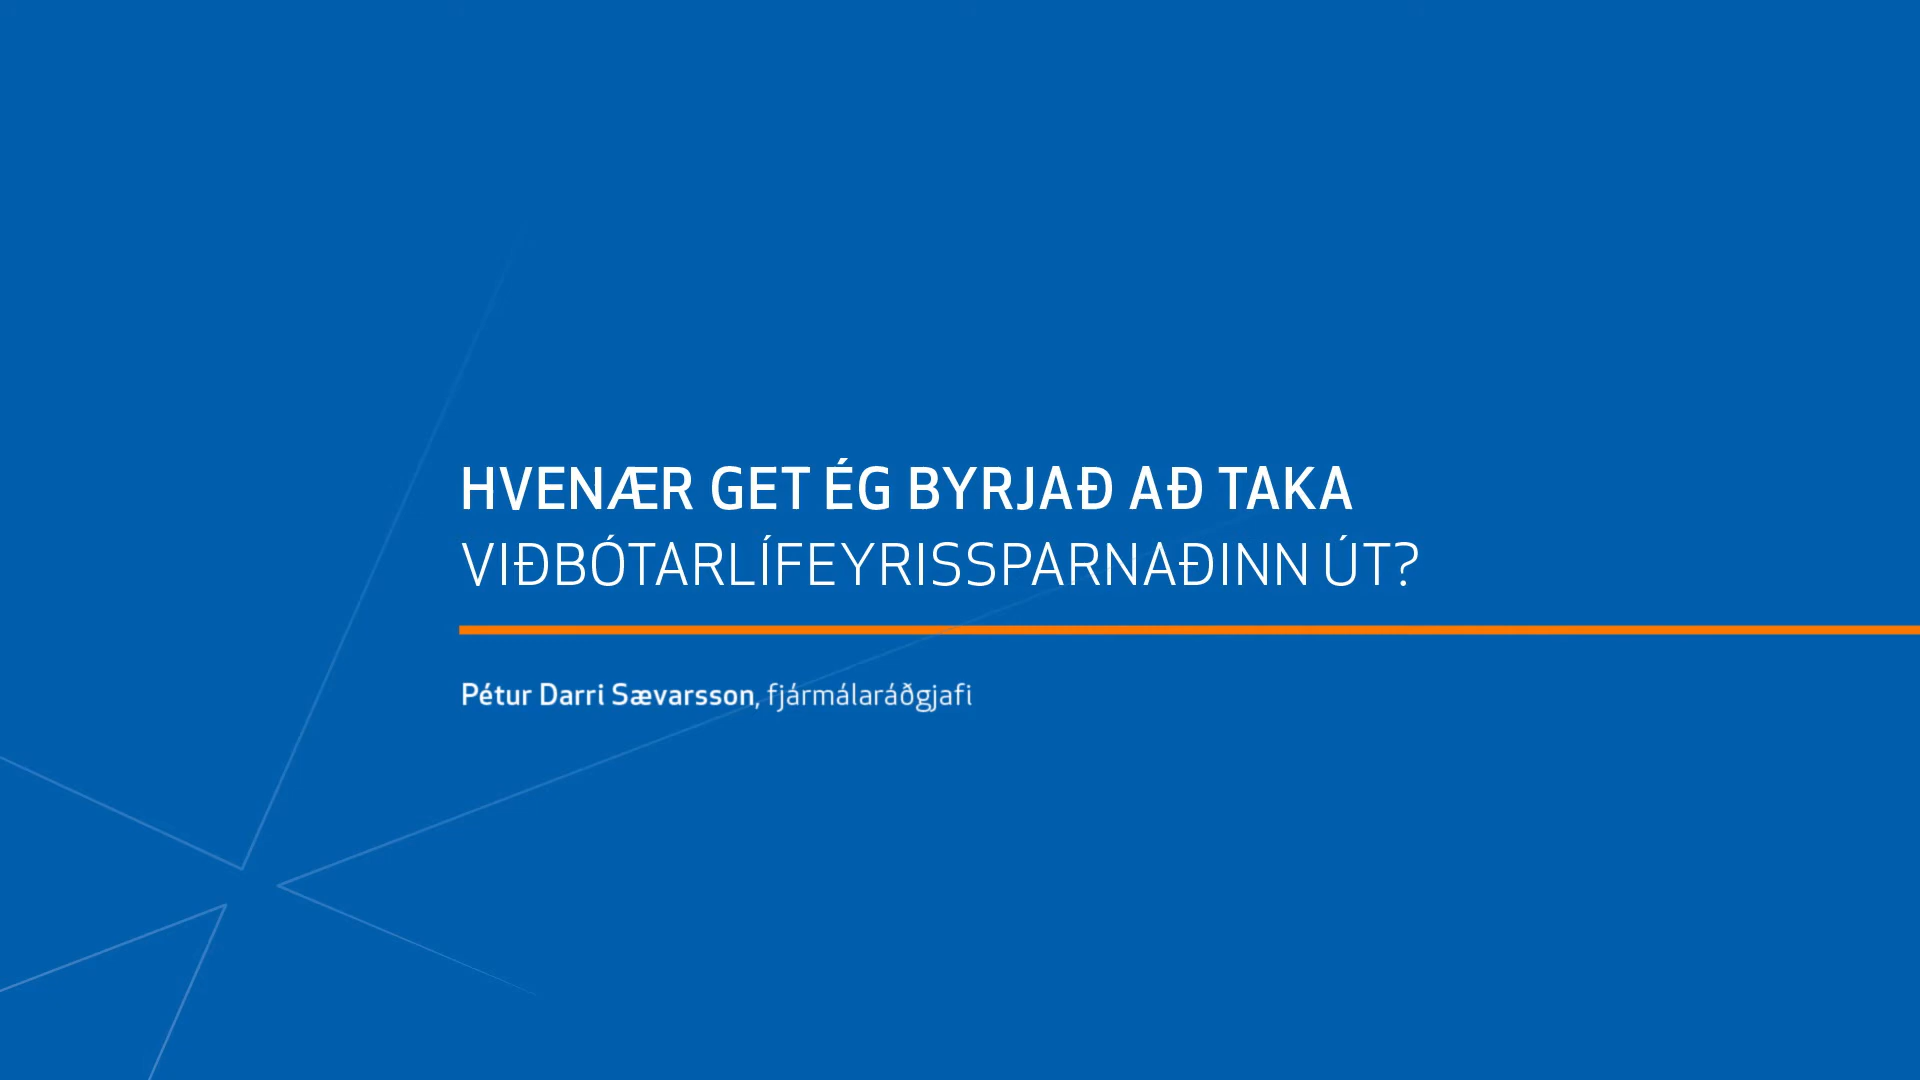 HVENÆR GET ÉG BYRJAÐ AÐ TAKA
VIÐBÓTARLÍFEYRISSPARNAÐINN ÚT?
Pétur Darri Sævarsson, fjármálaráðgjafi